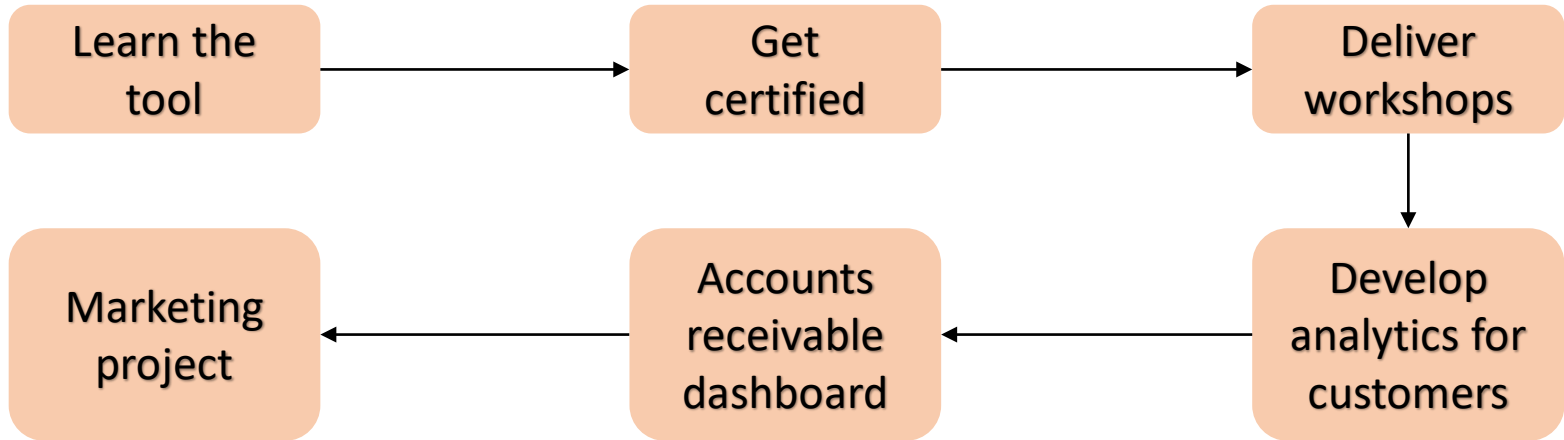 Learn the
tool
Get
certified
Deliver
workshops
Develop
analytics for
customers
Accounts
receivable
dashboard
Marketing
project